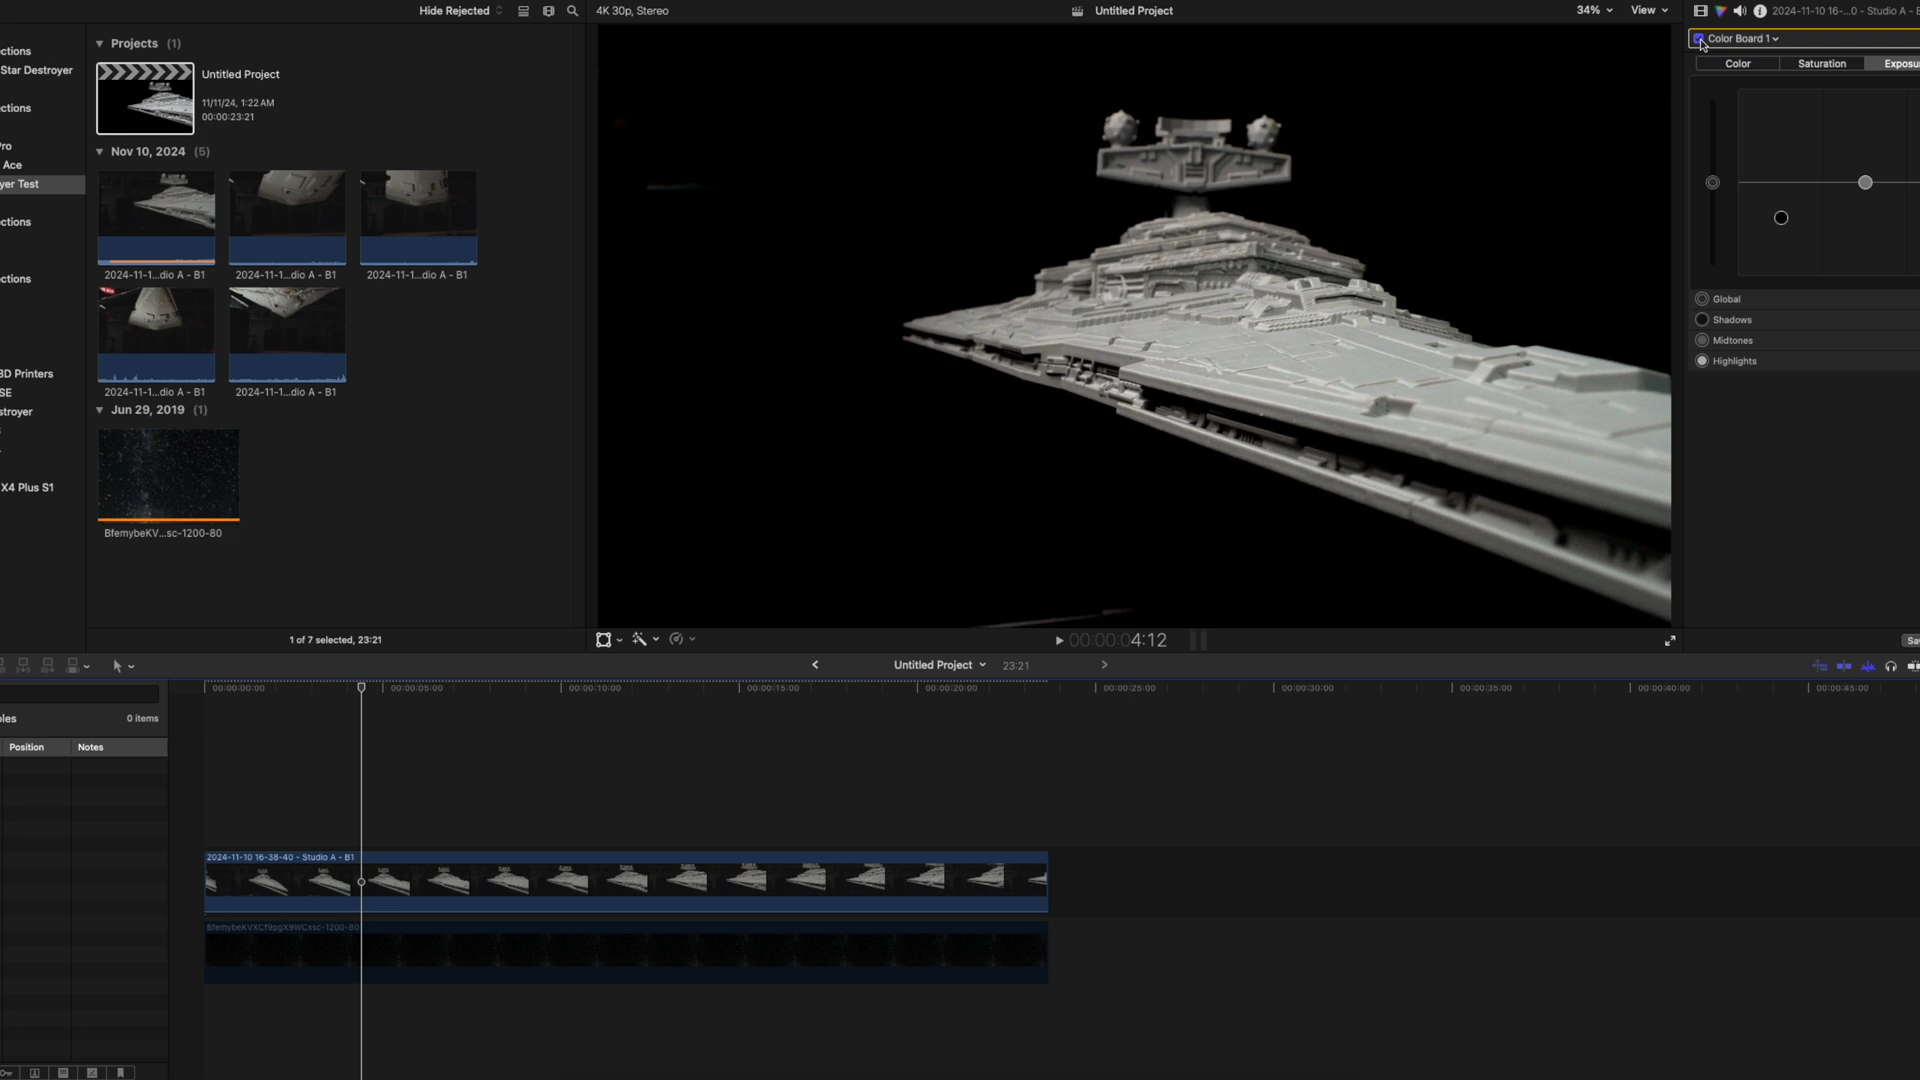 Hide Rejected
4K 30p, Stereo
Untitled Project
34%
View
2024-11-10 16-...0 - Studio A - B
ections
Star Destroyer
ections
Pro
Ace
yer Test
ections
ections
3D Printers
SE
stroyer
X4 Plus S1
Projects (1)
Untitled Project
11/11/24, 1:22 AM
00:00:23:21
Nov 10, 2024 (5)
2024-11-1...dio A - B1
2024-11-1...dio A - B1
2024-11-1...dio A - B1
2024-11-1...dio A - B1
2024-11-1...dio A - B1
Jun 29, 2019 (1)
BfemybeKV...sc-1200-80
1 of 7 selected, 23:21
00:00:04:12
Color Board 1
Color
Saturation
Exposu
Global
Shadows
Midtones
Highlights
Sav
Untitled Project
23:21
00:00:00:00
00:00:05:00
00:00:10:00
00:00:15:00
00:00:20:00
00:00:25:00
00:00:30:00
00:00:35:00
00:00:40:00
00:00:45:00
0 items
Position
Notes
2024-11-10 16-38-40 - Studio A - B1